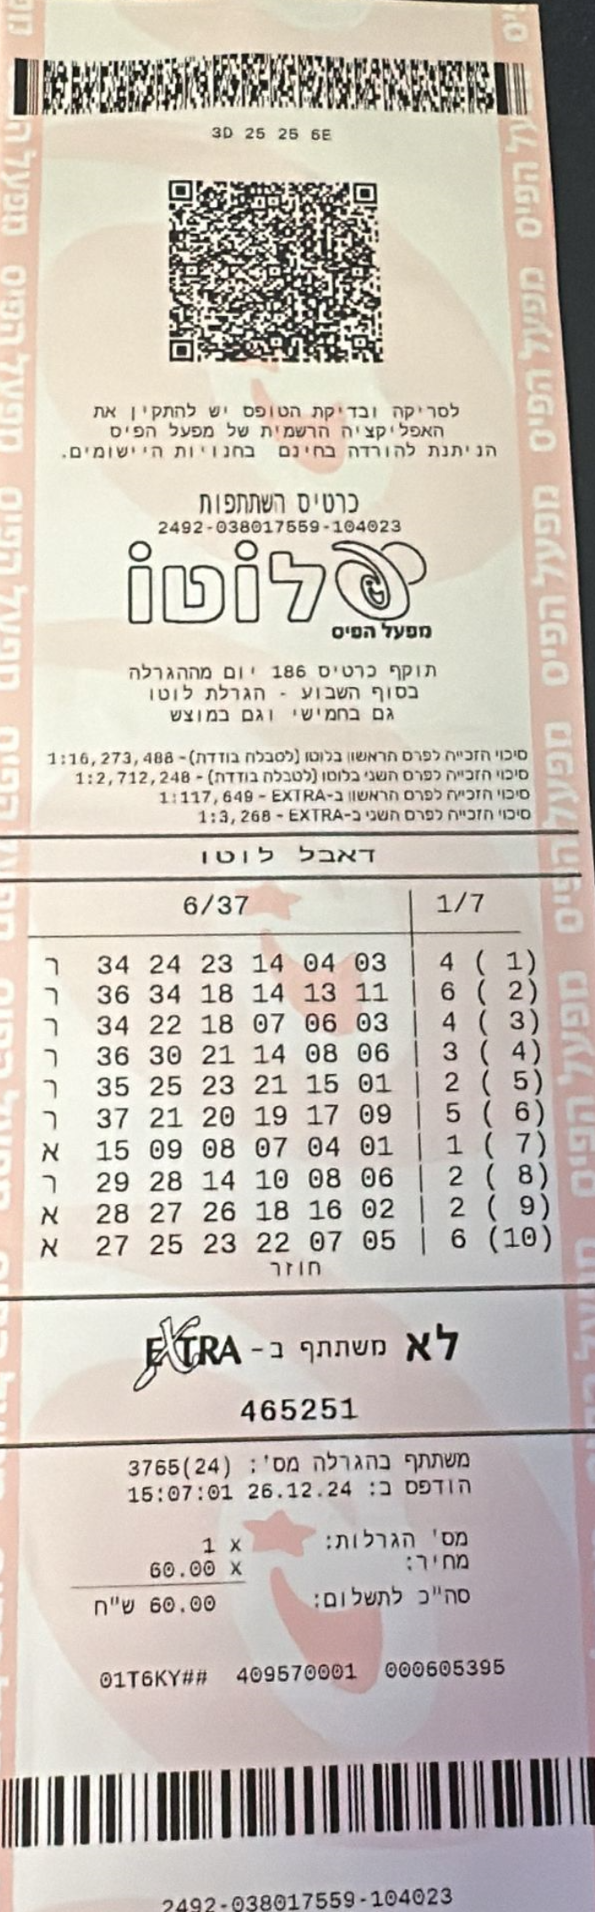 3D 25 25 6E
לסריקה ובדיקת הטופס יש להתקין את
האפליקציה הרשמית של מפעל הפיס
הניתנת להורדה בחינם בחנויות היישומים.
כרטיס השתתפות
2492-038017559-104023
לוטו
מפעל הפיס
תוקף כרטיס 186 יום מההגרלה
בסוף השבוע - הגרלת לוטו
גם בחמישי וגם במוצש
סיכוי הזכייה לפרס הראשון בלוטו (לטבלה בודדת)- 1:16,273,488
סיכוי הזכייה לפרס השני בלוטו (לטבלה בודדת) - 1:2,712,248
סיכוי הזכייה לפרס הראשון ב-EXTRA - 1:117,649
סיכוי הזכייה לפרס השני ב-EXTRA - 1:3,268
דאבל לוטו
6/37 | 1/7
ר 34 24 23 14 04 03 | 4 ( 1)
ר 36 34 18 14 13 11 | 6 ( 2)
ר 34 22 18 07 06 03 | 4 ( 3)
ר 36 30 21 14 08 06 | 3 ( 4)
ר 35 25 23 21 15 01 | 2 ( 5)
ר 37 21 20 19 17 09 | 5 ( 6)
א 15 09 08 07 04 01 | 1 ( 7)
ר 29 28 14 10 08 06 | 2 ( 8)
א 28 27 26 18 16 02 | 2 ( 9)
א 27 25 23 22 07 05 | 6 (10)
חוזר
לא משתתף ב- EXTRA
465251
משתתף בהגרלה מס': 3765(24)
הודפס ב: 26.12.24 15:07:01
מס' הגרלות: x 1
מחיר: x 60.00
סה"כ לתשלום: 60.00 ש"ח
01T6KY## 409570001 000605395
2492-038017559-104023